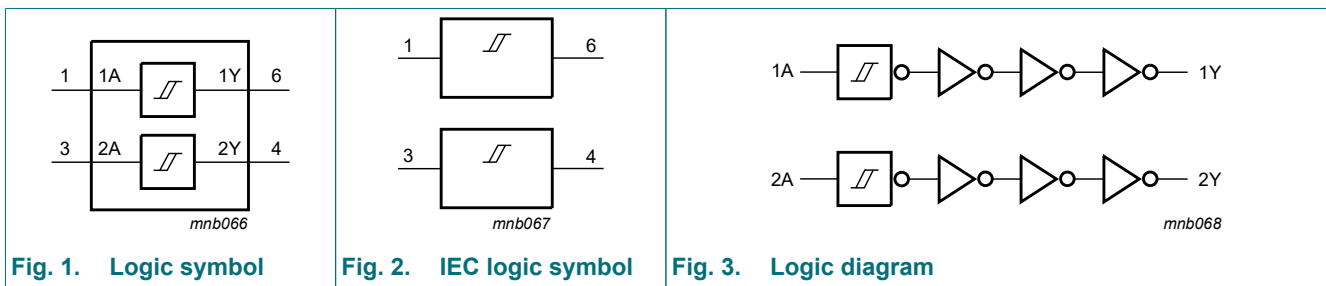 1 1A 1Y 6
3 2A 2Y 4
mnb066
Fig. 1. Logic symbol
1 6
3 4
mnb067
Fig. 2. IEC logic symbol
1A 1Y
2A 2Y
mnb068
Fig. 3. Logic diagram